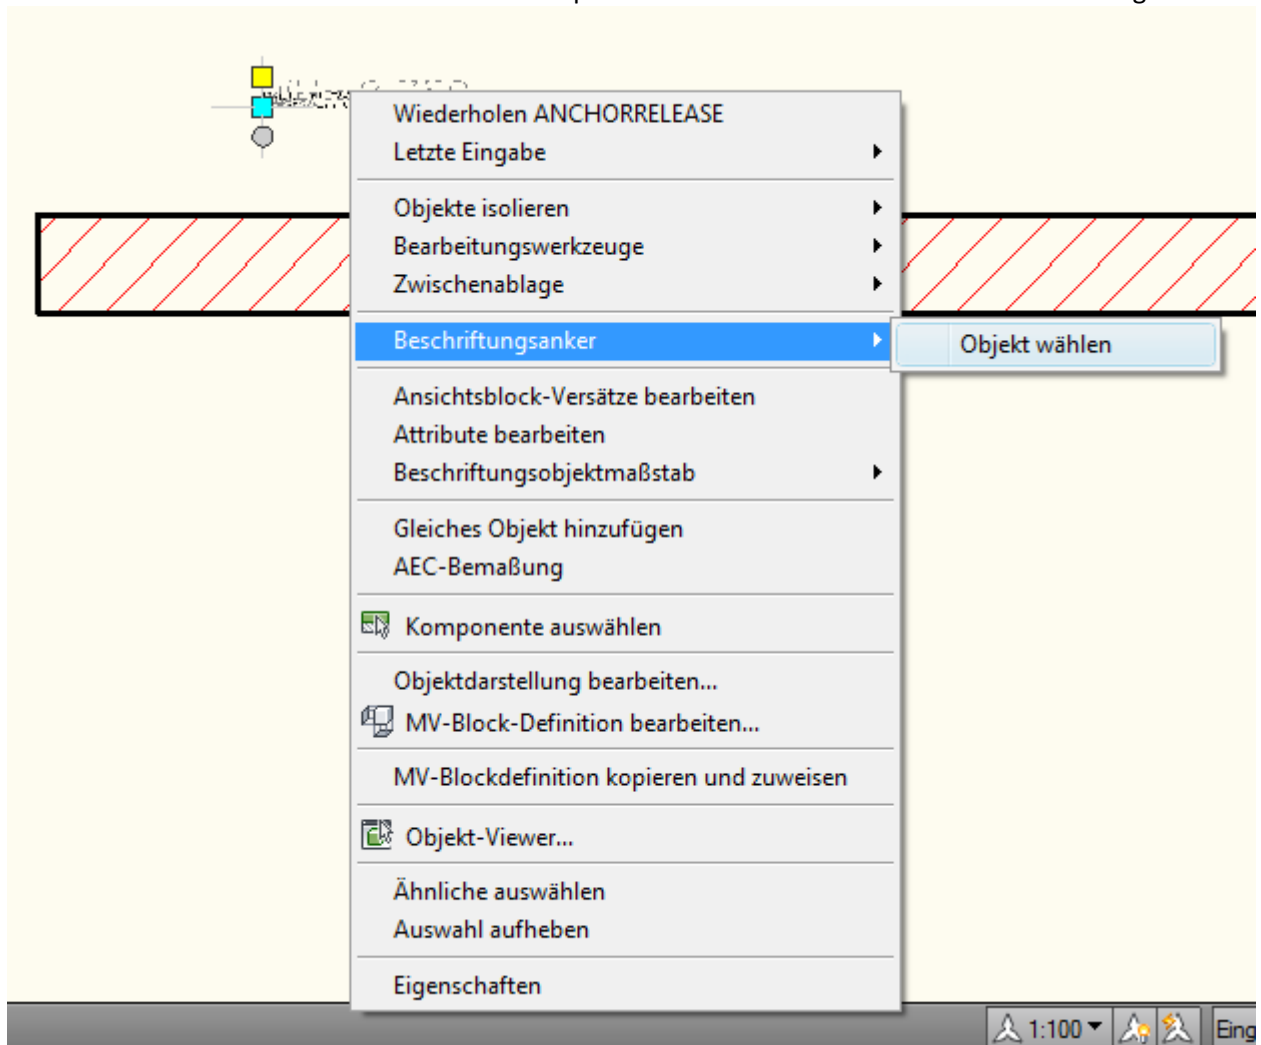 Wiederholen ANCHORRELEASE
Letzte Eingabe
Objekte isolieren
Bearbeitungswerkzeuge
Zwischenablage
Beschriftungsanker
Objekt wählen
Ansichtsblock-Versätze bearbeiten
Attribute bearbeiten
Beschriftungsobjektmaßstab
Gleiches Objekt hinzufügen
AEC-Bemaßung
Komponente auswählen
Objektdarstellung bearbeiten...
MV-Block-Definition bearbeiten...
MV-Blockdefinition kopieren und zuweisen
Objekt-Viewer...
Ähnliche auswählen
Auswahl aufheben
Eigenschaften
1:100
Eing